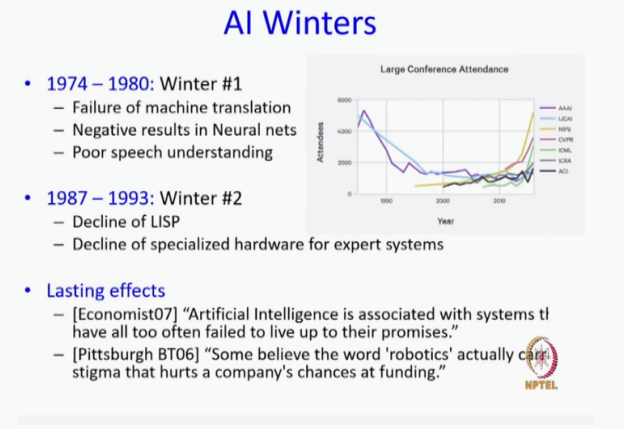 AI Winters
• 1974 – 1980: Winter #1
– Failure of machine translation
– Negative results in Neural nets
– Poor speech understanding
• 1987 – 1993: Winter #2
– Decline of LISP
– Decline of specialized hardware for expert systems
• Lasting effects
– [Economist07] “Artificial Intelligence is associated with systems th
have all too often failed to live up to their promises.”
– [Pittsburgh BT06] “Some believe the word 'robotics' actually carri
stigma that hurts a company's chances at funding.”
Large Conference Attendance
Attendees
6000
4000
2000
0
1990
2000
2010
Year
AAAI
IJCAI
NIPS
CVPR
ICML
ICRA
ACL
NPTEL